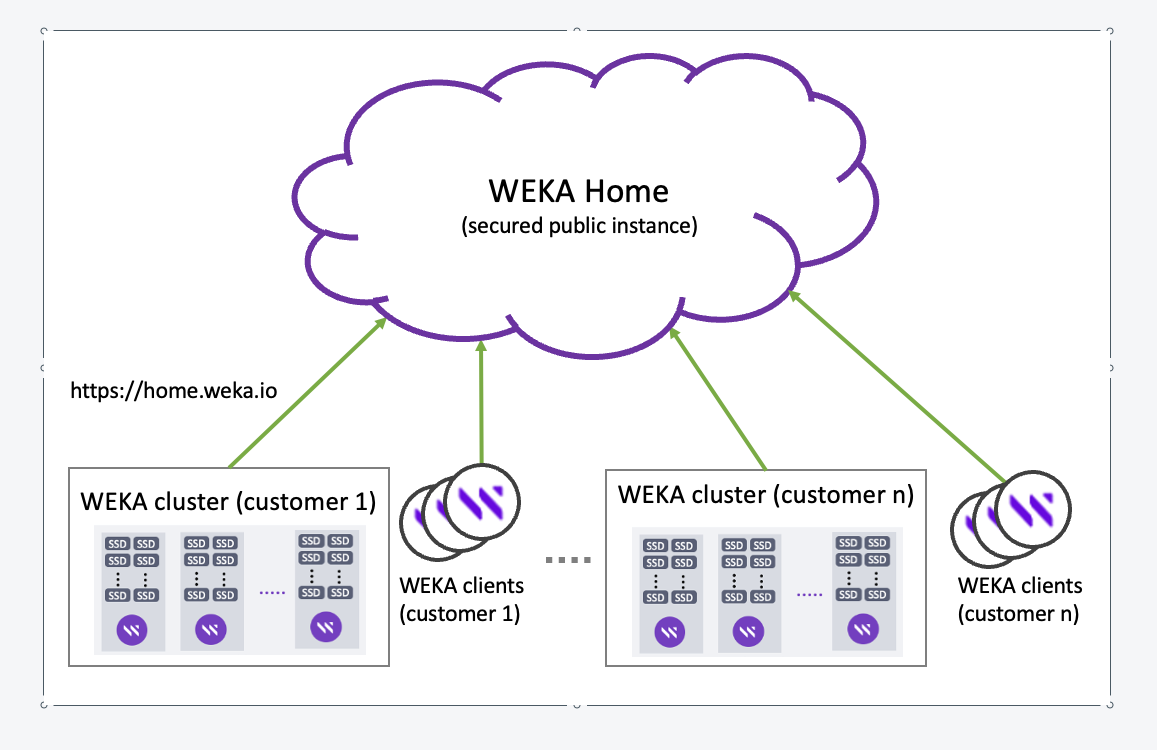 WEKA Home
(secured public instance)
https://home.weka.io
WEKA cluster (customer 1)
SSD SSD SSD SSD SSD SSD
SSD SSD SSD SSD SSD SSD
SSD SSD SSD SSD SSD SSD
WEKA clients
(customer 1)
WEKA cluster (customer n)
SSD SSD SSD SSD SSD SSD
SSD SSD SSD SSD SSD SSD
SSD SSD SSD SSD SSD SSD
WEKA clients
(customer n)